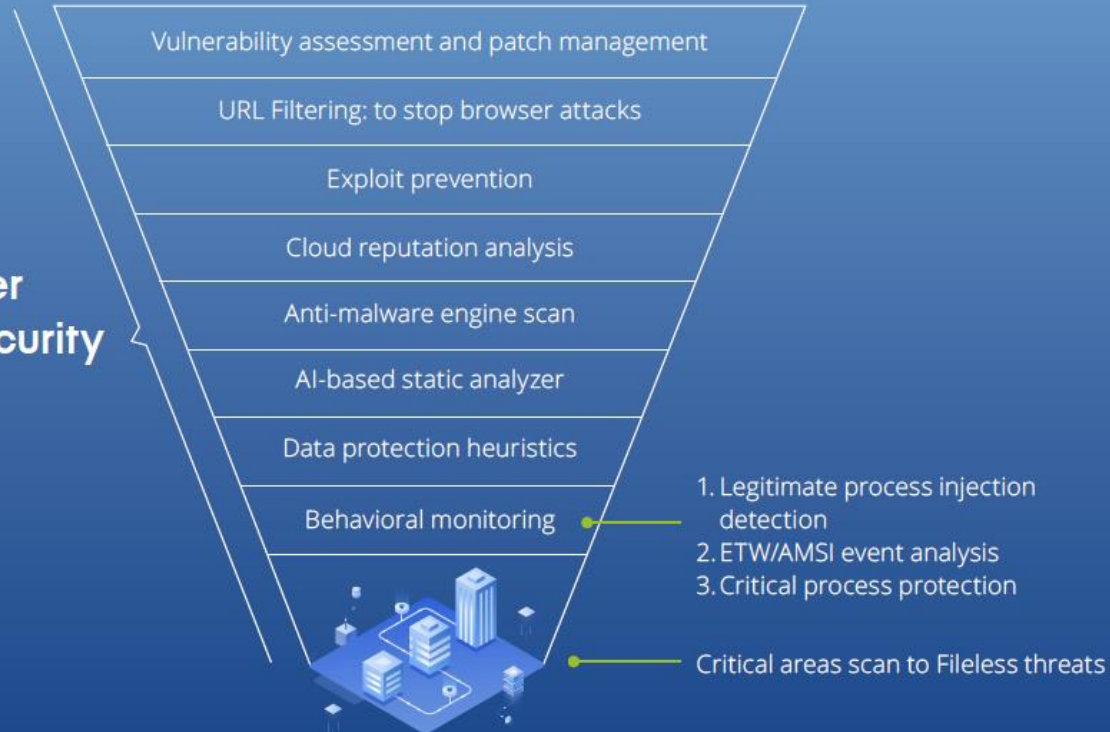 Vulnerability assessment and patch management
URL Filtering: to stop browser attacks
Exploit prevention
Cloud reputation analysis
er
curity
Anti-malware engine scan
AI-based static analyzer
Data protection heuristics
Behavioral monitoring
1. Legitimate process injection
detection
2. ETW/AMSI event analysis
3. Critical process protection
Critical areas scan to Fileless threats